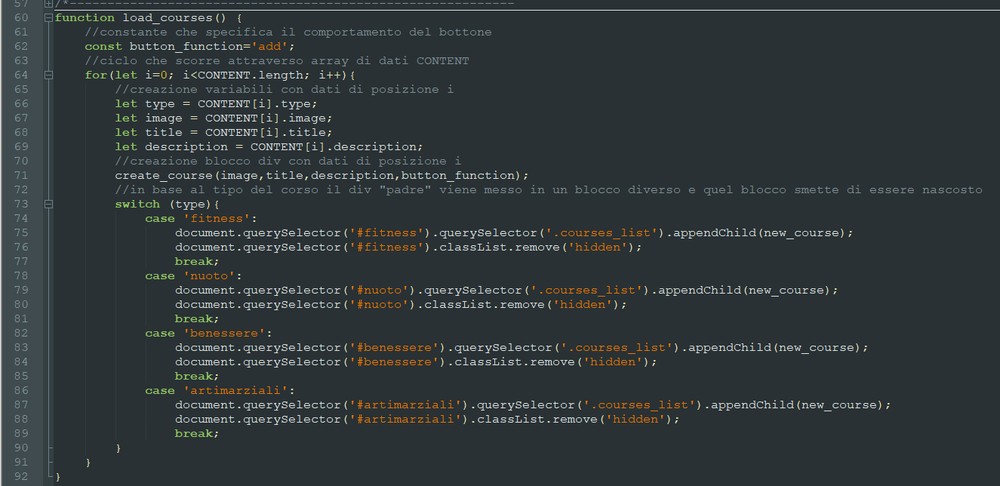 57 /*-----------------------------------------------------------
60 function load_courses() {
61 //constante che specifica il comportamento del bottone
62 const button_function='add';
63 //ciclo che scorre attraverso array di dati CONTENT
64 for(let i=0; i<CONTENT.length; i++){
65 //creazione variabili con dati di posizione i
66 let type = CONTENT[i].type;
67 let image = CONTENT[i].image;
68 let title = CONTENT[i].title;
69 let description = CONTENT[i].description;
70 //creazione blocco div con dati di posizione i
71 create_course(image,title,description,button_function);
72 //in base al tipo del corso il div "padre" viene messo in un blocco diverso e quel blocco smette di essere nascosto
73 switch (type){
74 case 'fitness':
75 document.querySelector('#fitness').querySelector('.courses_list').appendChild(new_course);
76 document.querySelector('#fitness').classList.remove('hidden');
77 break;
78 case 'nuoto':
79 document.querySelector('#nuoto').querySelector('.courses_list').appendChild(new_course);
80 document.querySelector('#nuoto').classList.remove('hidden');
81 break;
82 case 'benessere':
83 document.querySelector('#benessere').querySelector('.courses_list').appendChild(new_course);
84 document.querySelector('#benessere').classList.remove('hidden');
85 break;
86 case 'artimarziali':
87 document.querySelector('#artimarziali').querySelector('.courses_list').appendChild(new_course);
88 document.querySelector('#artimarziali').classList.remove('hidden');
89 break;
90 }
91 }
92 }